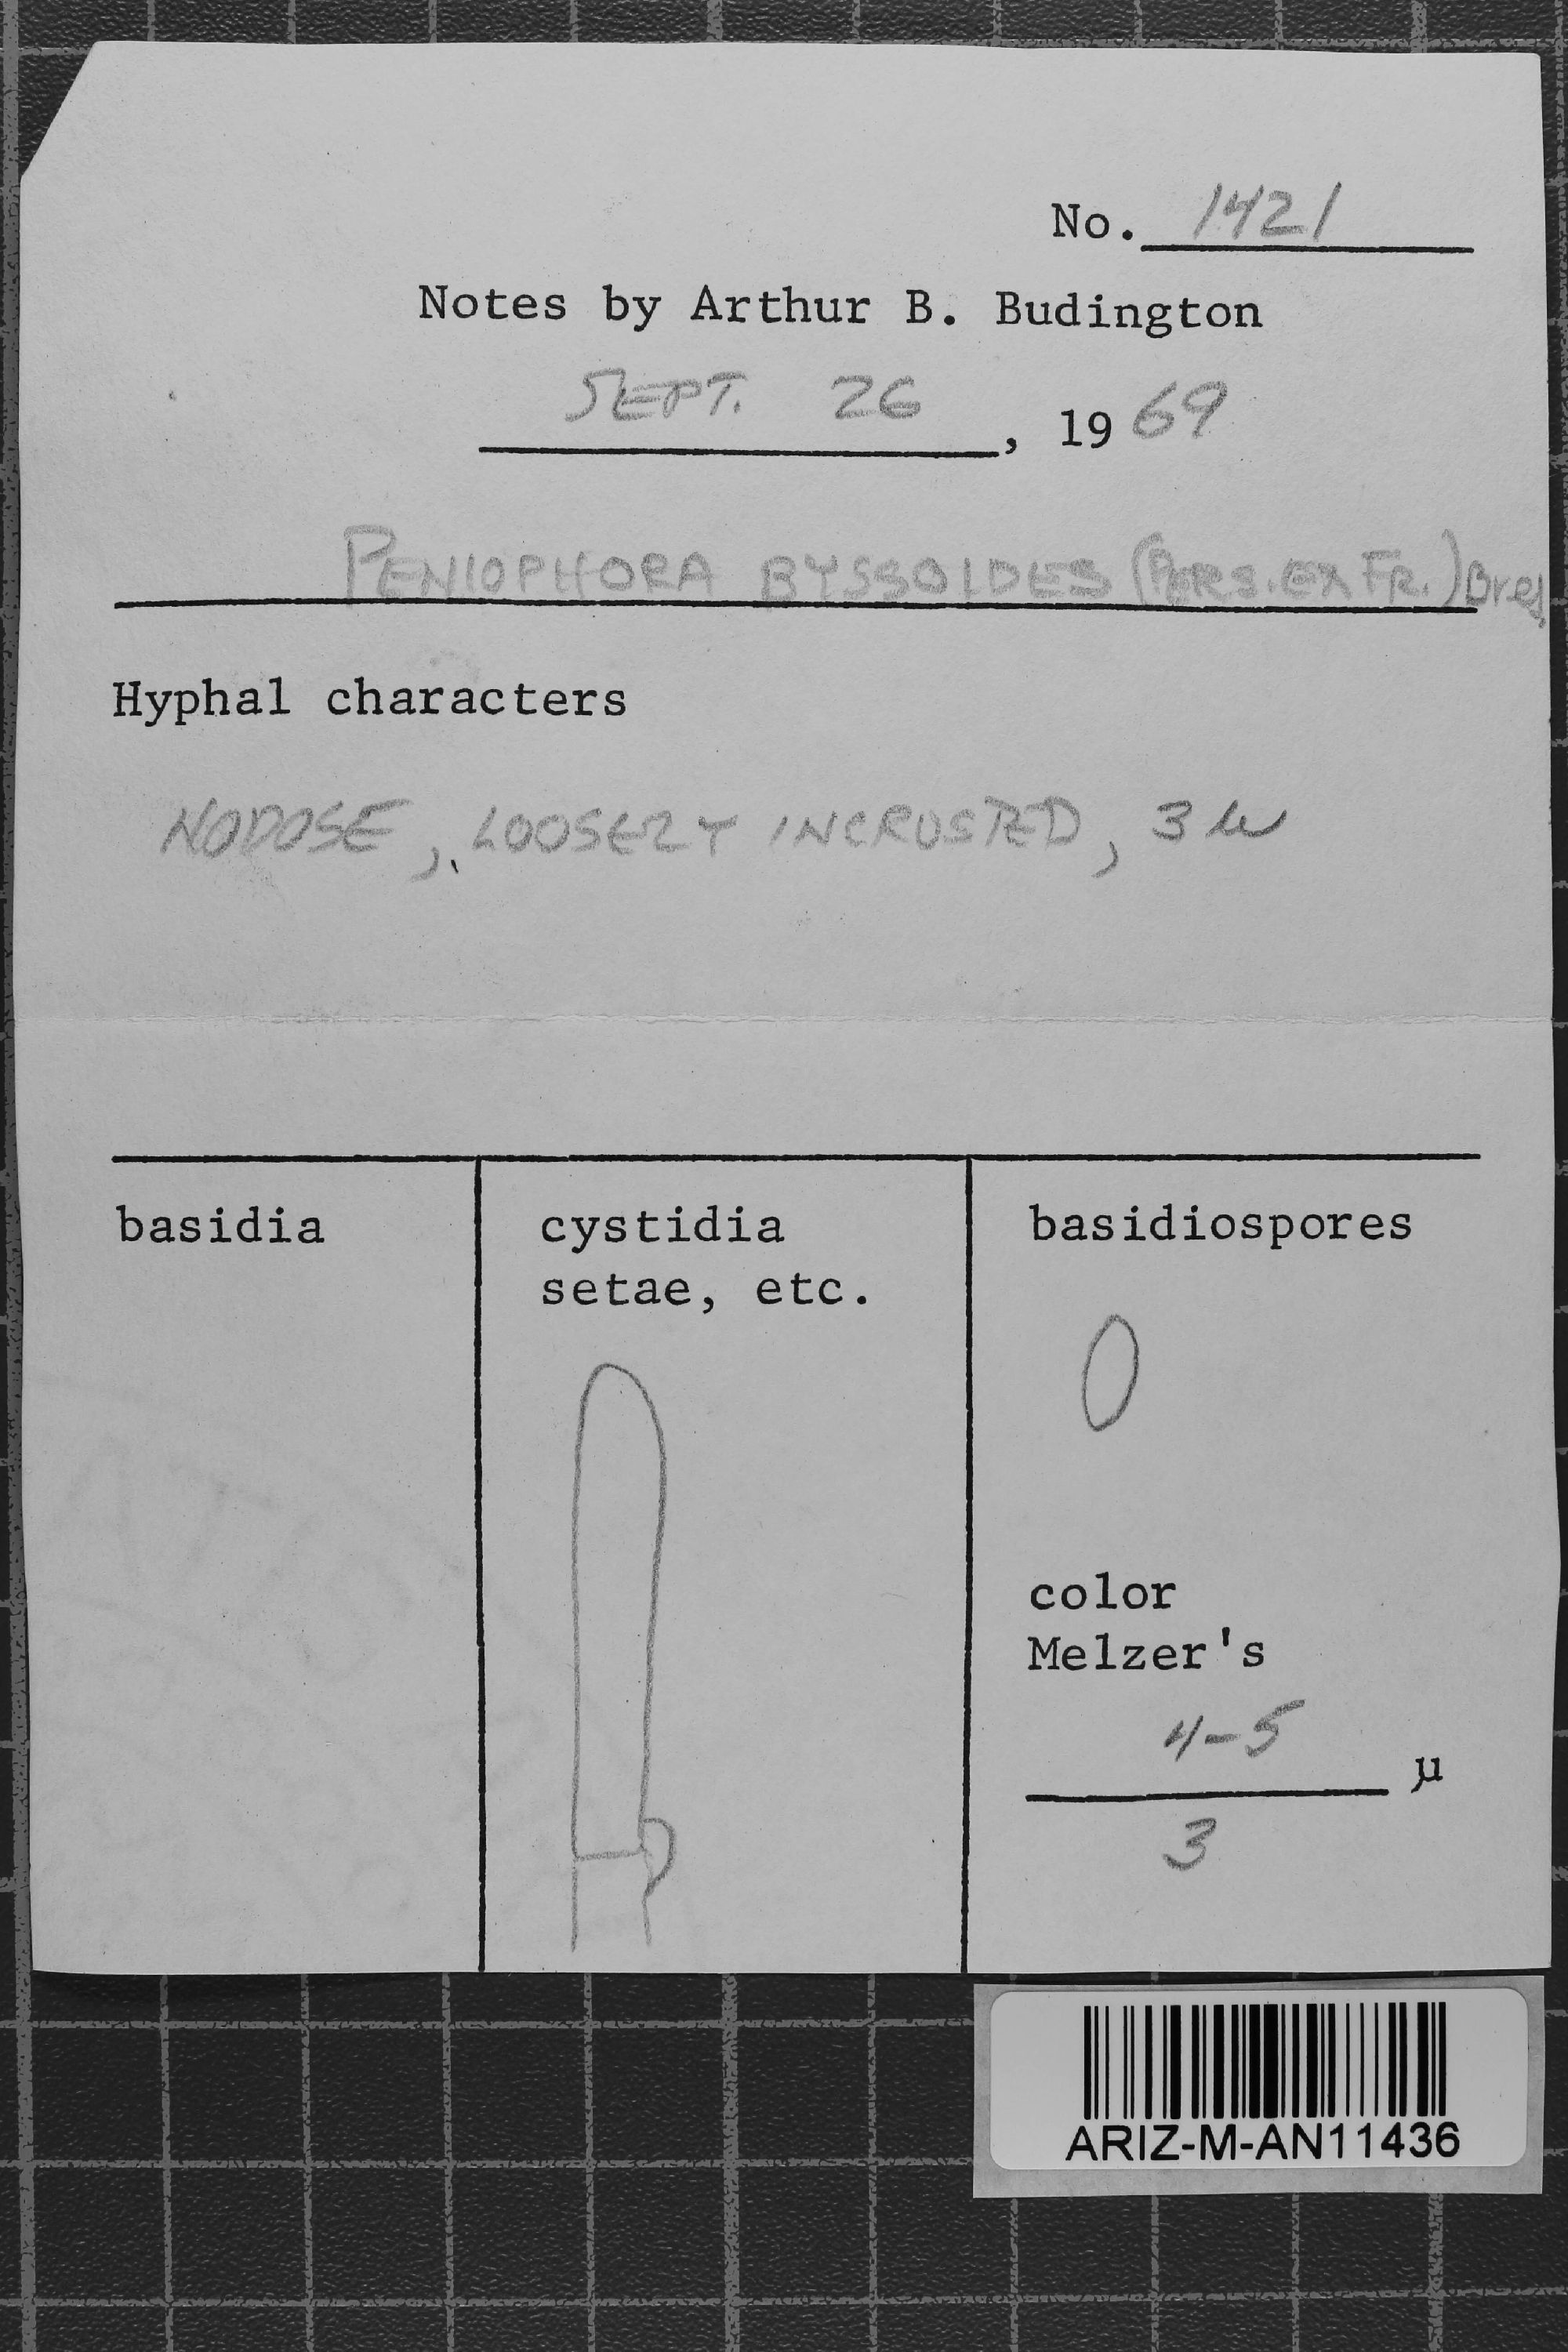 No. 1421
Notes by Arthur B. Budington
SEPT. 26, 1969
PENIOPHORA BYSSOIDES (PERS. EX FR.) Bres.
Hyphal characters
NODOSE, LOOSELY INCRUSTED, 3 µ
basidia
cystidia
setae, etc.
basidiospores
color
Melzer's
4-5
µ
3
ARIZ-M-AN11436